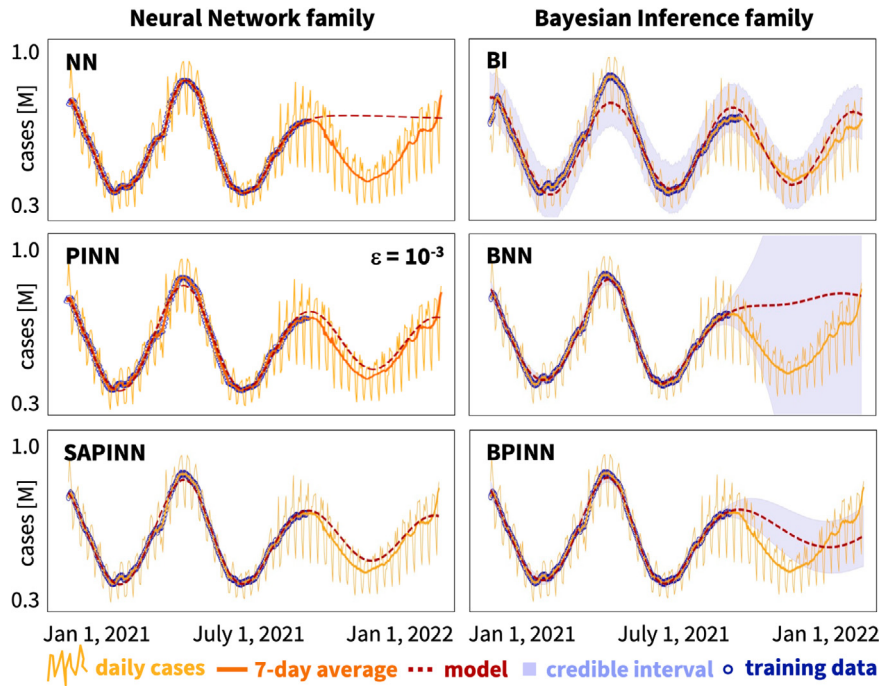 Neural Network family
Bayesian Inference family
1.0
NN
BI
cases [M]
0.3
1.0
PINN
ε = 10⁻³
BNN
cases [M]
0.3
1.0
SAPINN
BPINN
cases [M]
0.3
Jan 1, 2021 July 1, 2021 Jan 1, 2022
Jan 1, 2021 July 1, 2021 Jan 1, 2022
daily cases 7-day average model credible interval training data